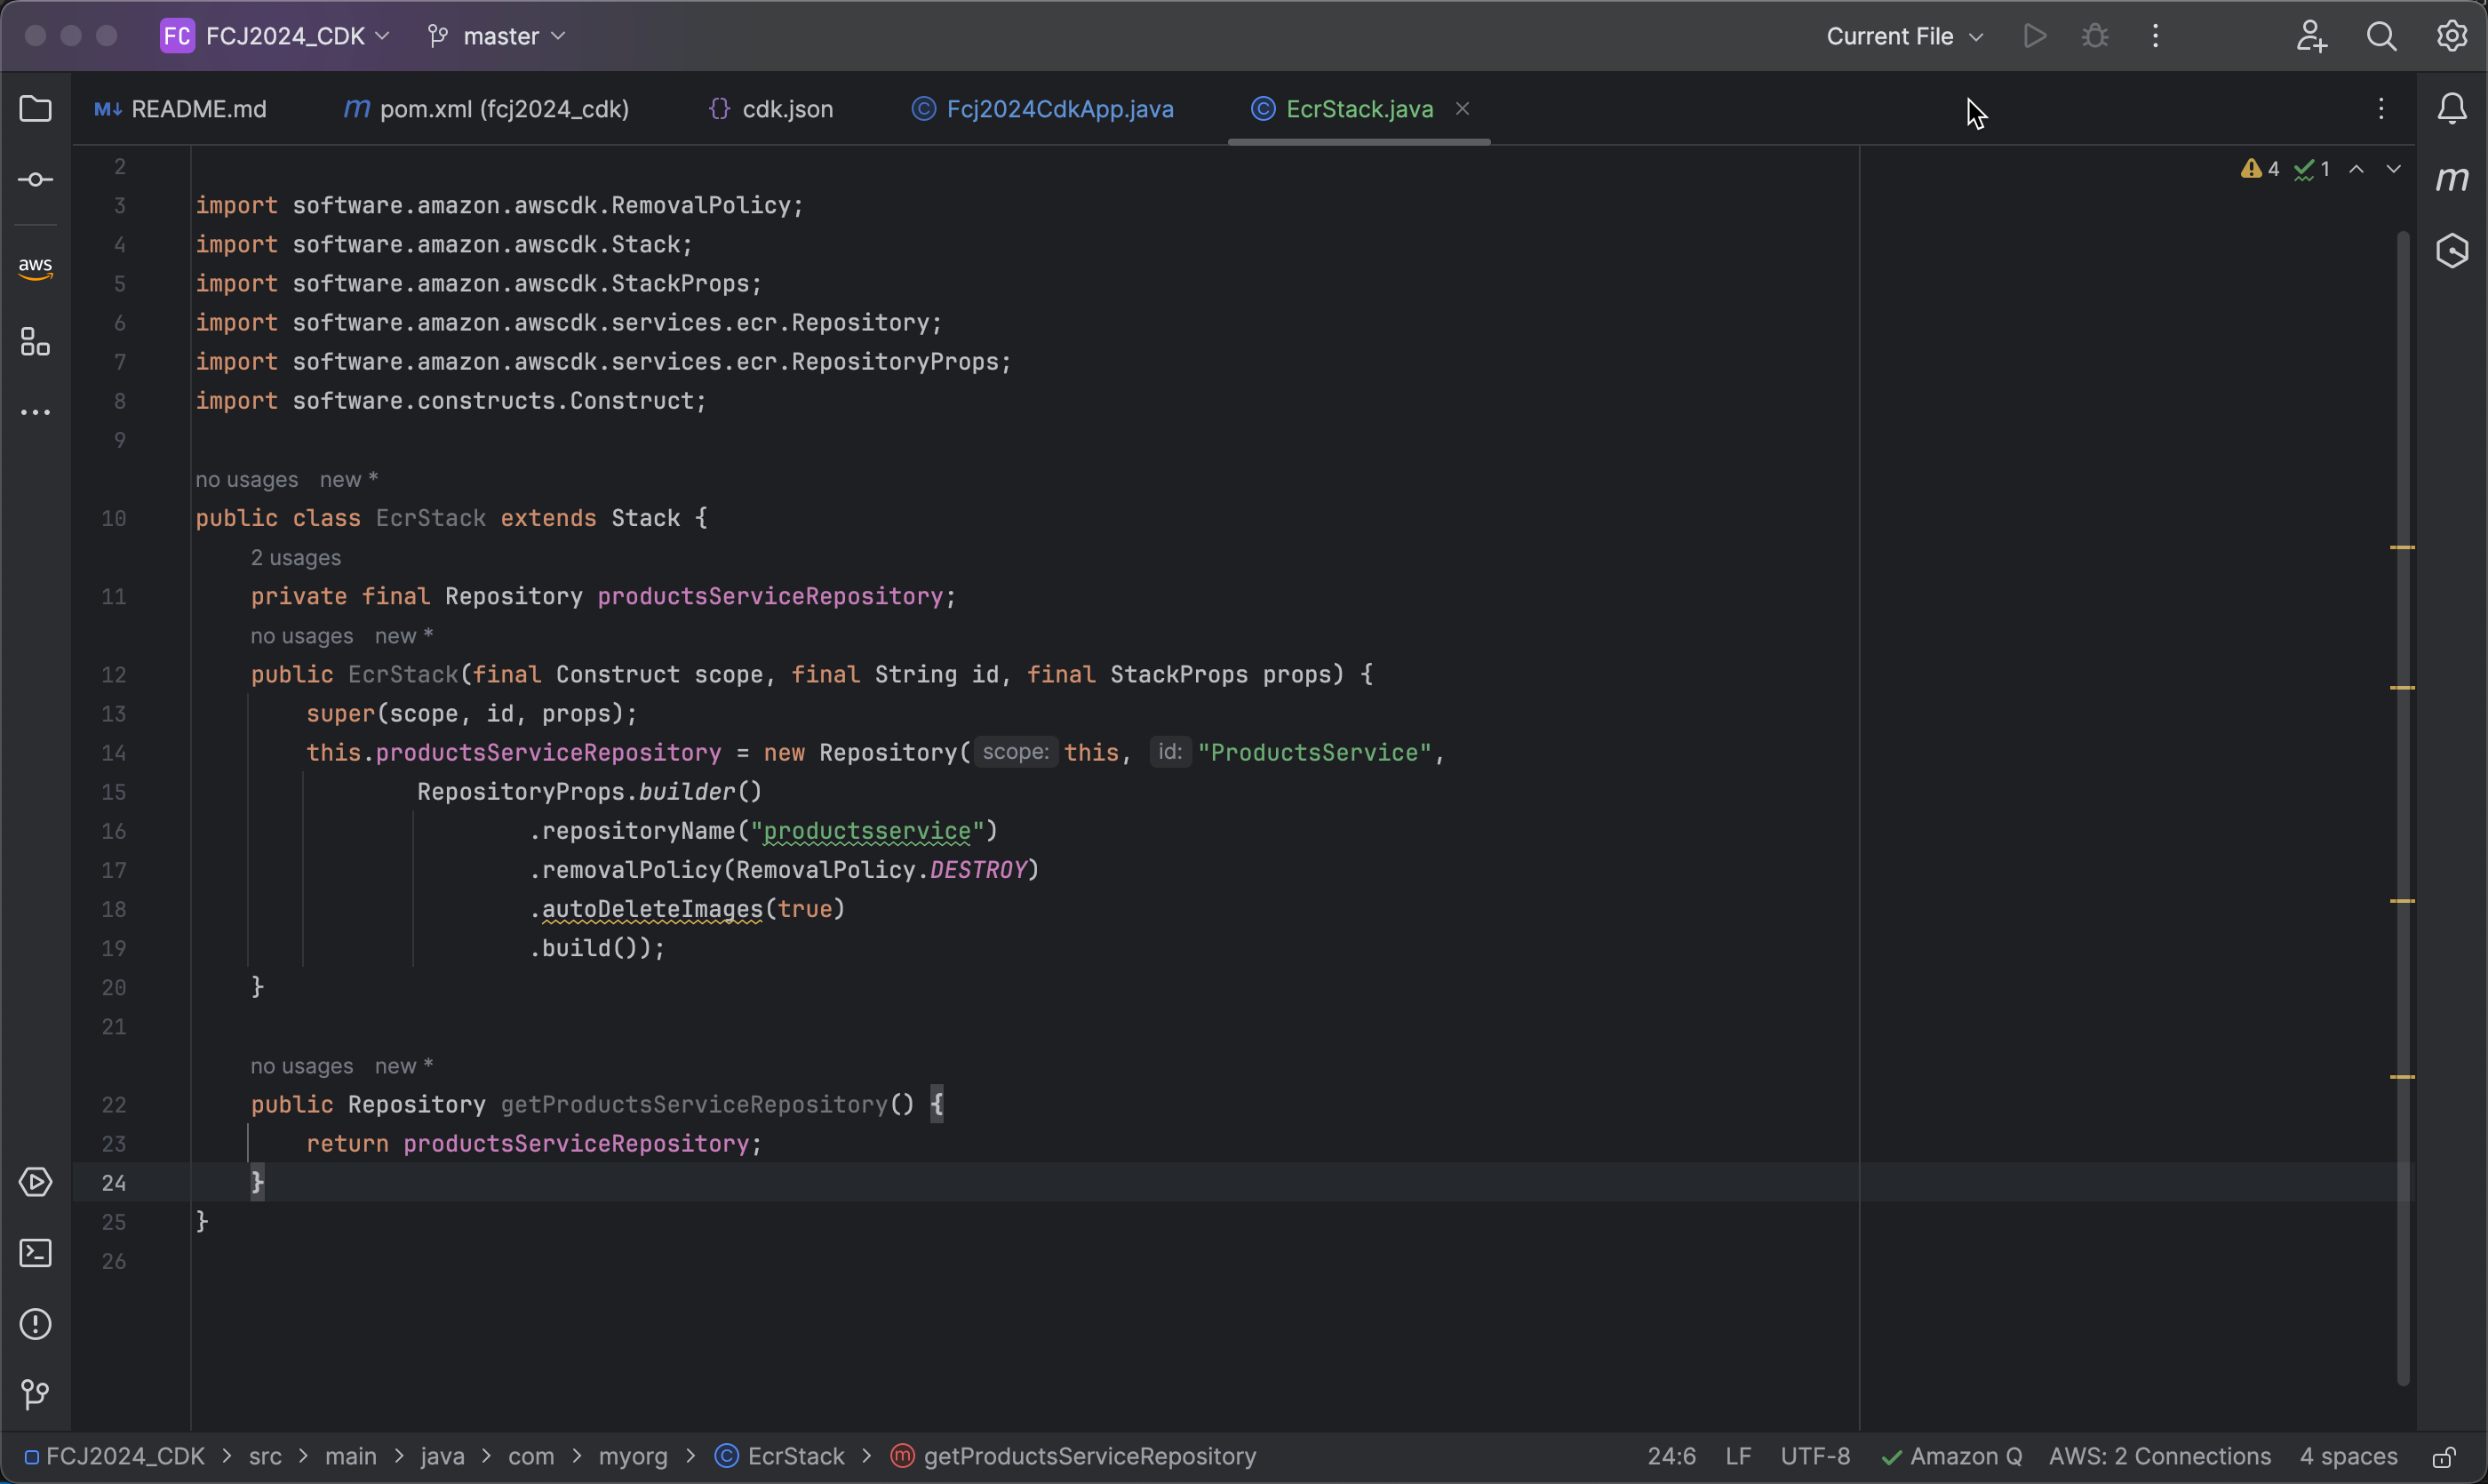 FC FCJ2024_CDK master Current File
README.md pom.xml (fcj2024_cdk) cdk.json Fcj2024CdkApp.java EcrStack.java
4 1
aws
2
3 import software.amazon.awscdk.RemovalPolicy;
4 import software.amazon.awscdk.Stack;
5 import software.amazon.awscdk.StackProps;
6 import software.amazon.awscdk.services.ecr.Repository;
7 import software.amazon.awscdk.services.ecr.RepositoryProps;
8 import software.constructs.Construct;
9
no usages new *
10 public class EcrStack extends Stack {
2 usages
11 private final Repository productsServiceRepository;
no usages new *
12 public EcrStack(final Construct scope, final String id, final StackProps props) {
13 super(scope, id, props);
14 this.productsServiceRepository = new Repository( scope: this, id: "ProductsService",
15 RepositoryProps.builder()
16 .repositoryName("productsservice")
17 .removalPolicy(RemovalPolicy.DESTROY)
18 .autoDeleteImages(true)
19 .build());
20 }
21
no usages new *
22 public Repository getProductsServiceRepository() {
23 return productsServiceRepository;
24 }
25 }
26
FCJ2024_CDK > src > main > java > com > myorg > EcrStack > getProductsServiceRepository 24:6 LF UTF-8 Amazon Q AWS: 2 Connections 4 spaces